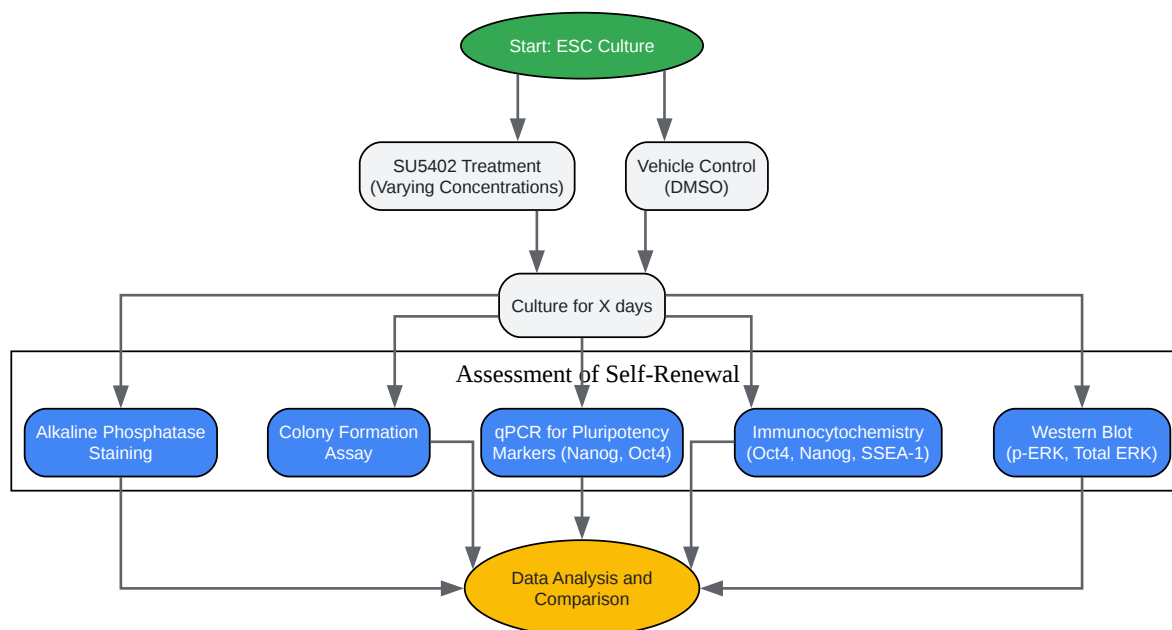 Start: ESC Culture
SU5402 Treatment
(Varying Concentrations)
Vehicle Control
(DMSO)
Culture for X days
Assessment of Self-Renewal
Alkaline Phosphatase
Staining
Colony Formation
Assay
qPCR for Pluripotency
Markers (Nanog, Oct4)
Immunocytochemistry
(Oct4, Nanog, SSEA-1)
Western Blot
(p-ERK, Total ERK)
Data Analysis and
Comparison